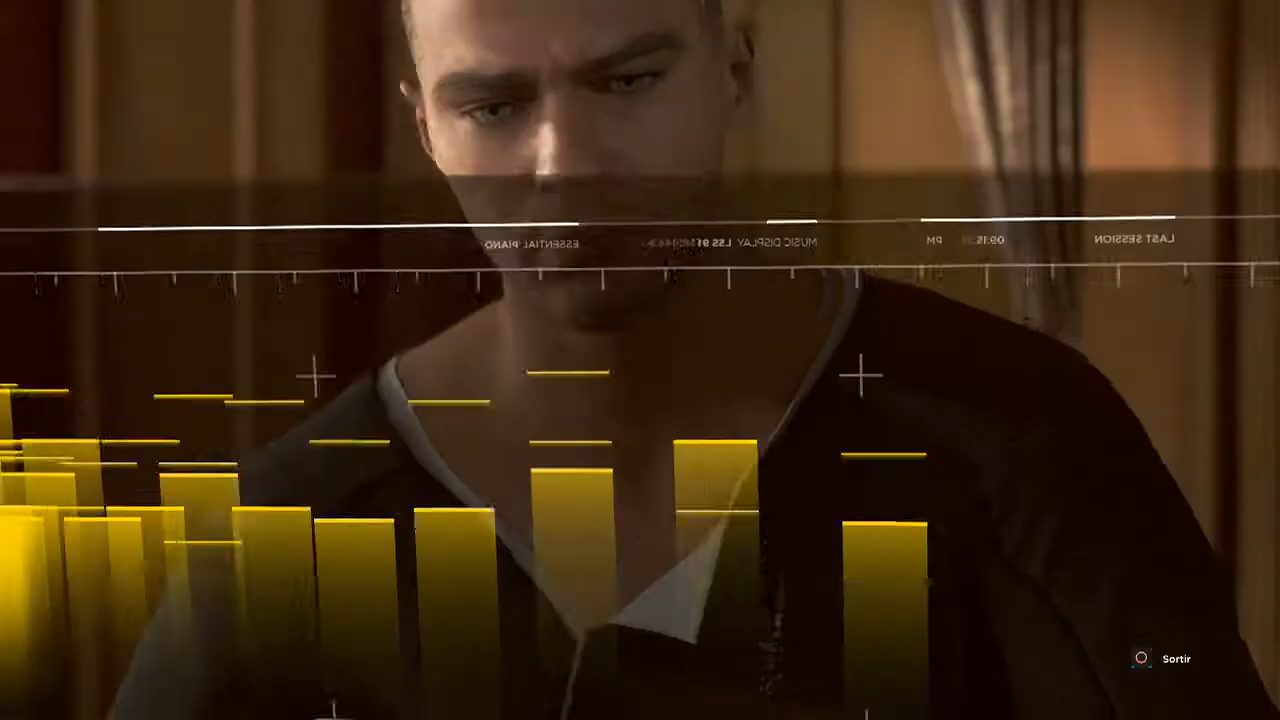 ESSENTIAL PIANO
MUSIC DISPLAY
PM
LAST SESSION
Sortir